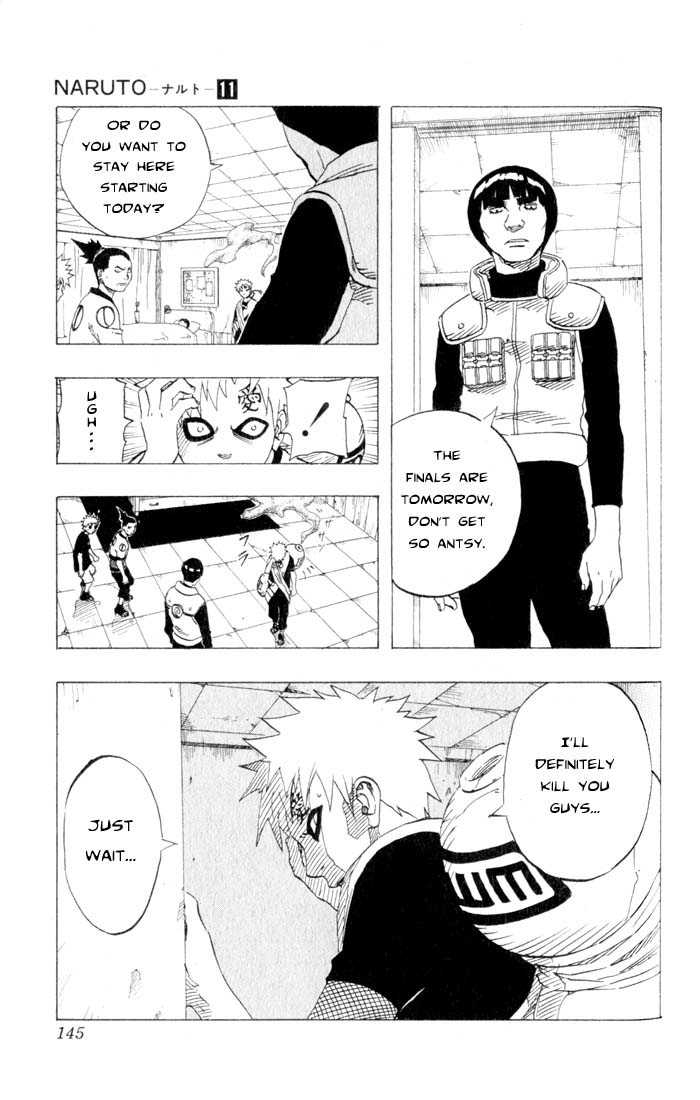 NARUTO -ナルト- 11
THE
FINALS ARE
TOMORROW,
DON'T GET
SO ANTSY.
OR DO
YOU WANT TO
STAY HERE
STARTING
TODAY?
愛
!
UGH...
I'LL
DEFINITELY
KILL YOU
GUYS...
JUST
WAIT...
145